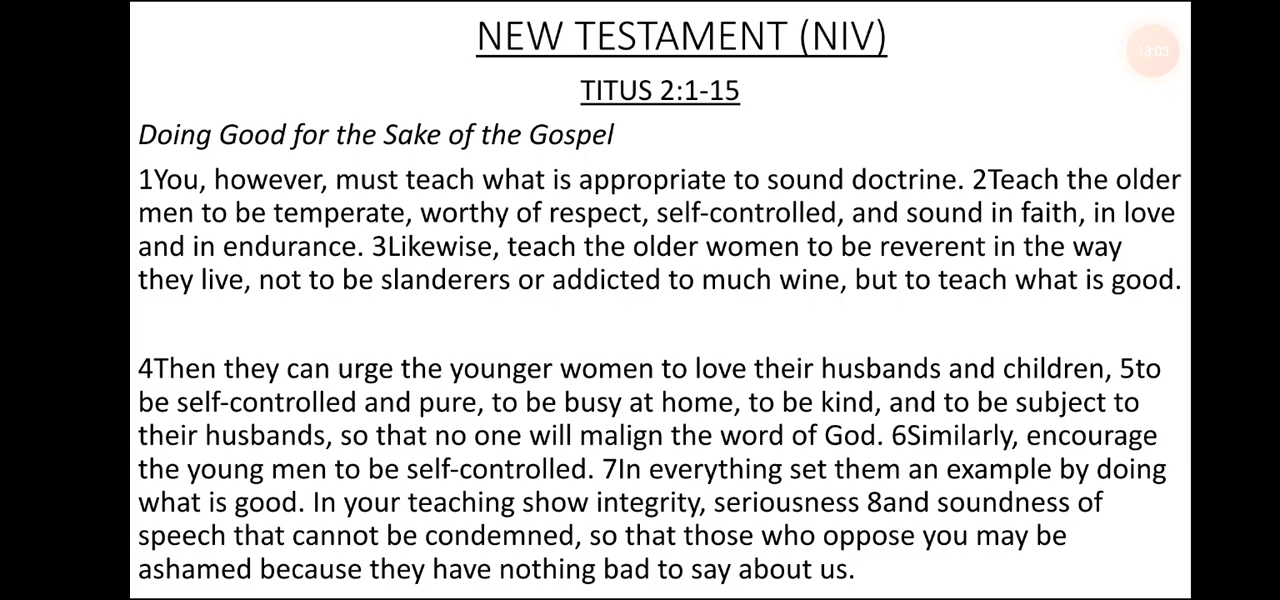 NEW TESTAMENT (NIV)
18:03
TITUS 2:1-15
Doing Good for the Sake of the Gospel
1You, however, must teach what is appropriate to sound doctrine. 2Teach the older
men to be temperate, worthy of respect, self-controlled, and sound in faith, in love
and in endurance. 3Likewise, teach the older women to be reverent in the way
they live, not to be slanderers or addicted to much wine, but to teach what is good.
4Then they can urge the younger women to love their husbands and children, 5to
be self-controlled and pure, to be busy at home, to be kind, and to be subject to
their husbands, so that no one will malign the word of God. 6Similarly, encourage
the young men to be self-controlled. 7In everything set them an example by doing
what is good. In your teaching show integrity, seriousness 8and soundness of
speech that cannot be condemned, so that those who oppose you may be
ashamed because they have nothing bad to say about us.